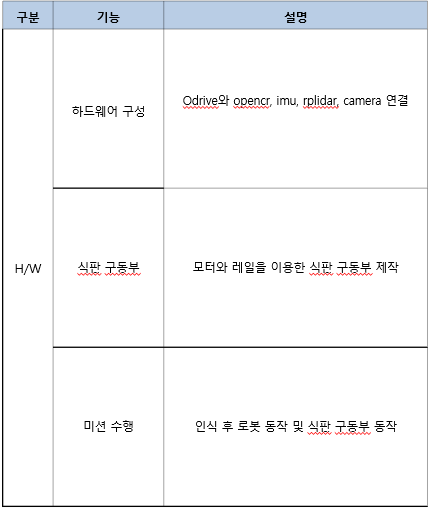 구분 기능 설명
하드웨어 구성 Odrive와 opencr, imu, rplidar, camera 연결
H/W 식판 구동부 모터와 레일을 이용한 식판 구동부 제작
미션 수행 인식 후 로봇 동작 및 식판 구동부 동작